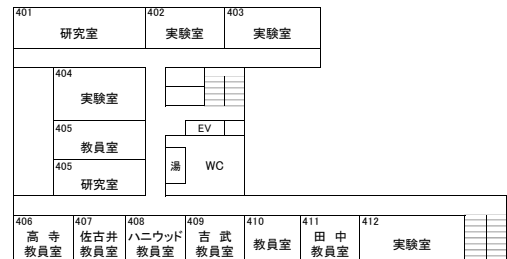 401
研究室
402
実験室
403
実験室
404
実験室
405
教員室
EV
405
研究室
湯
WC
406
高 寺
教員室
407
佐古井
教員室
408
ハニウッド
教員室
409
吉 武
教員室
410
教員室
411
田 中
教員室
412
実験室